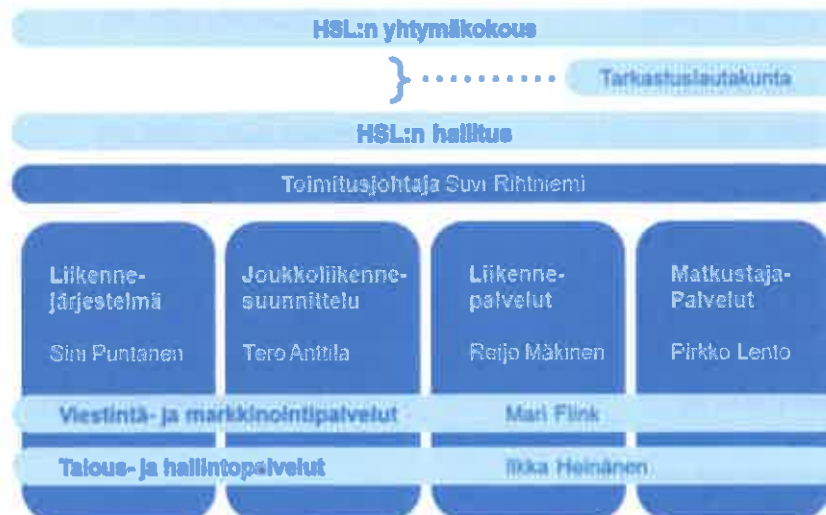 HSL:n yhtymäkokous
Tarkastuslautakunta
HSL:n hallitus
Toimitusjohtaja Suvi Rihtniemi
Liikenne-
järjestelmä
Sini Puntanen
Joukkoliikenne-
suunnittelu
Tero Anttila
Liikenne-
palvelut
Reijo Mäkinen
Matkustaja-
Palvelut
Pirkko Lento
Viestintä- ja markkinointipalvelut Mari Flink
Talous- ja hallintopalvelut Ilkka Heinänen